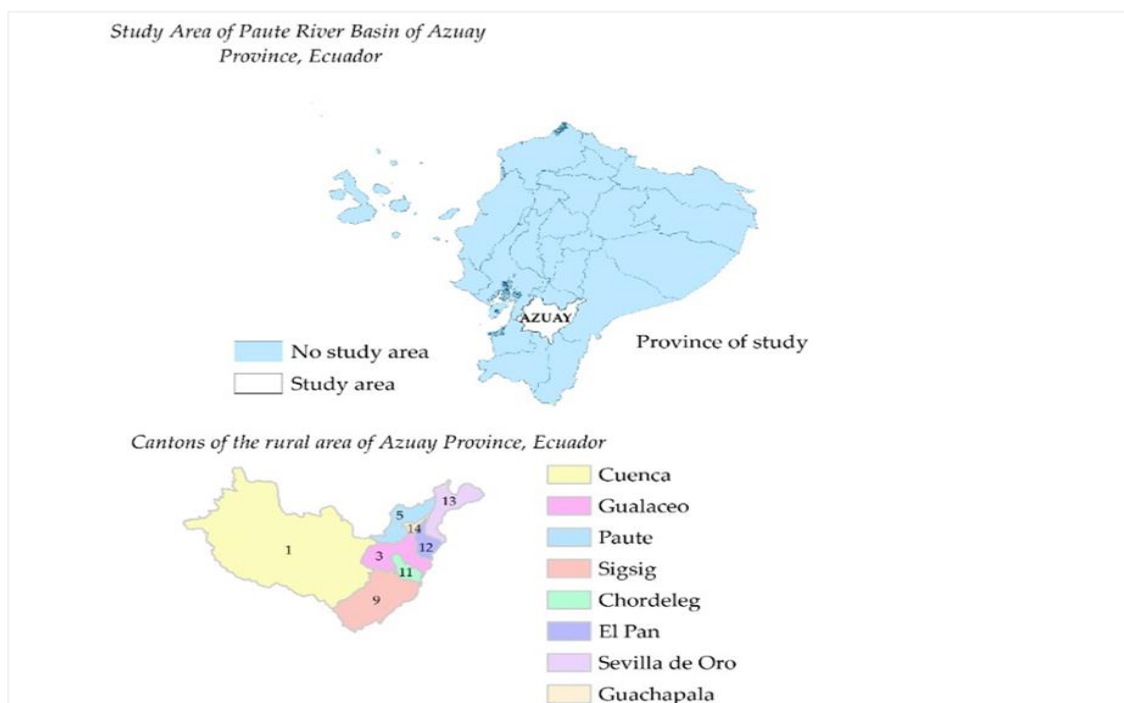 Study Area of Paute River Basin of Azuay
Province, Ecuador
AZUAY
Province of study
No study area
Study area
Cantons of the rural area of Azuay Province, Ecuador
13
5
14
12
1
3
11
9
Cuenca
Gualaceo
Paute
Sigsig
Chordeleg
El Pan
Sevilla de Oro
Guachapala